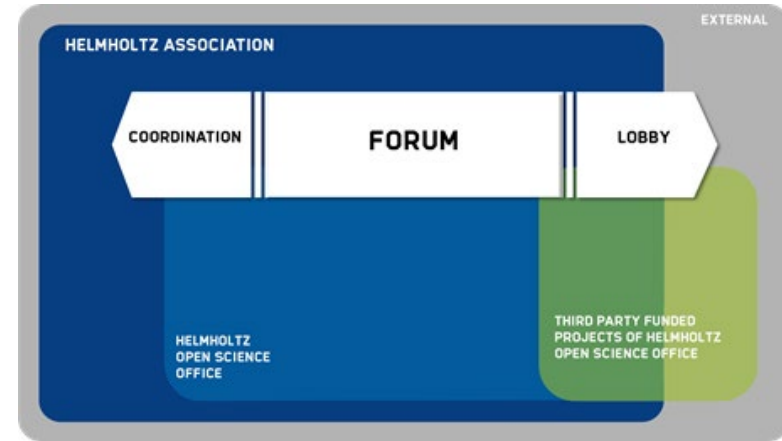 EXTERNAL
HELMHOLTZ ASSOCIATION
COORDINATION
FORUM
LOBBY
HELMHOLTZ
OPEN SCIENCE
OFFICE
THIRD PARTY FUNDED
PROJECTS OF HELMHOLTZ
OPEN SCIENCE OFFICE